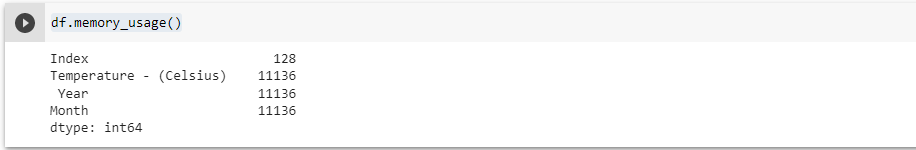 df.memory_usage()
Index                         128
Temperature - (Celsius)    11136
 Year                      11136
Month                      11136
dtype: int64